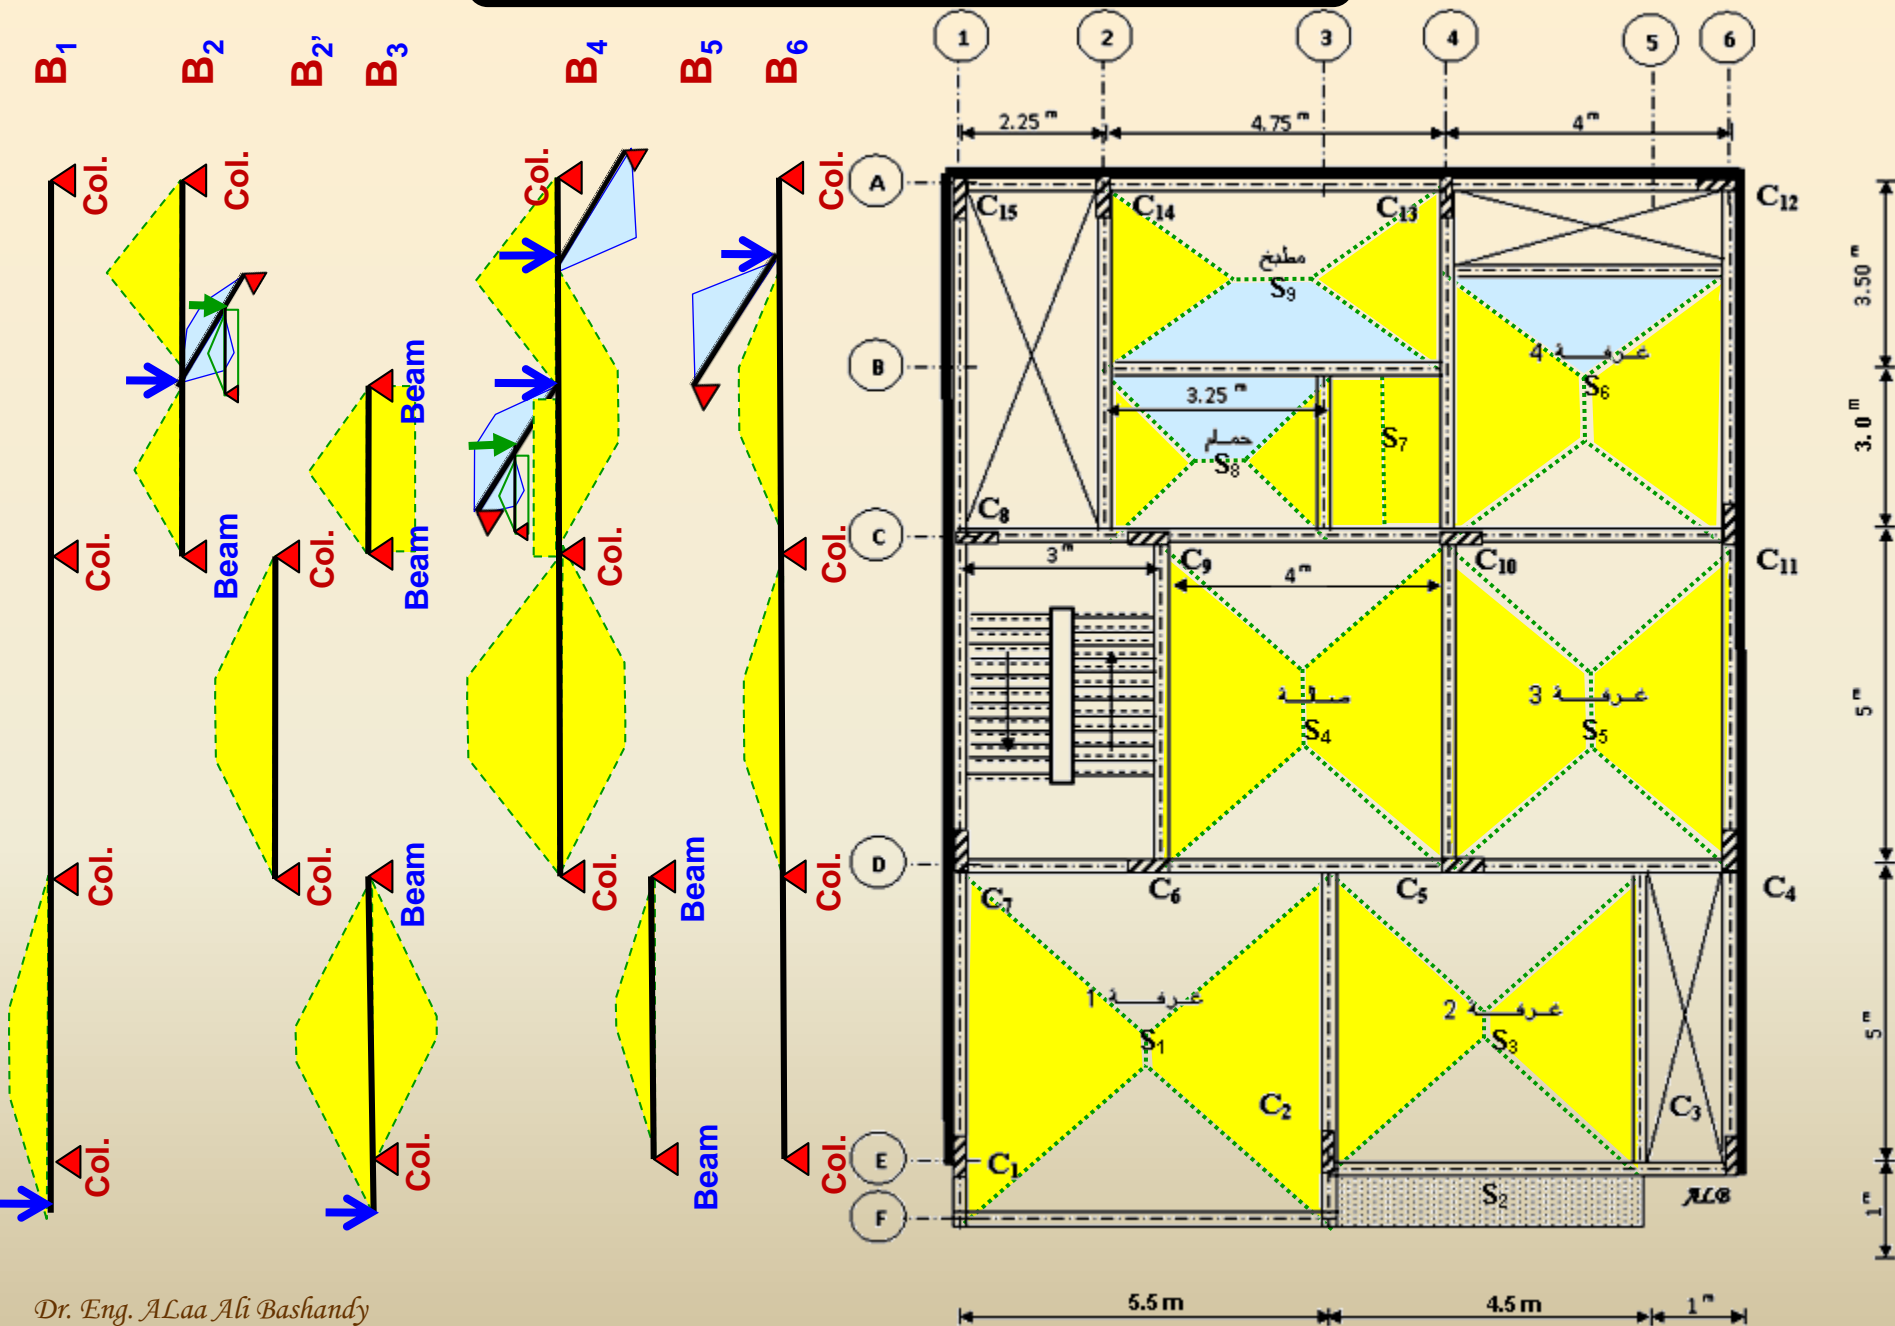 B1
B2
B2’
B3
B4
B5
B6
1
2
3
4
5
6
2.25 m
4.75 m
4 m
Col.
Col.
Col.
Col.
A
C15
C14
C13
C12
مطبخ
S9
3.50 m
Beam
B
غرفة 4
S6
3.25 m
3.0 m
حمام
S8
S7
Col.
Col.
Beam
Beam
Col.
Col.
Col.
C8
C
3 m
C9
4 m
C10
C11
صالة
S4
غرفة 3
S5
5 m
Col.
Col.
Beam
Col.
Beam
Col.
D
C7
C6
C5
C4
غرفة 1
S1
غرفة 2
S3
5 m
C2
C3
Col.
Col.
Beam
Col.
E
C1
S2
ALB
1 m
F
Dr. Eng. ALaa Ali Bashandy
5.5 m
4.5 m
1 m